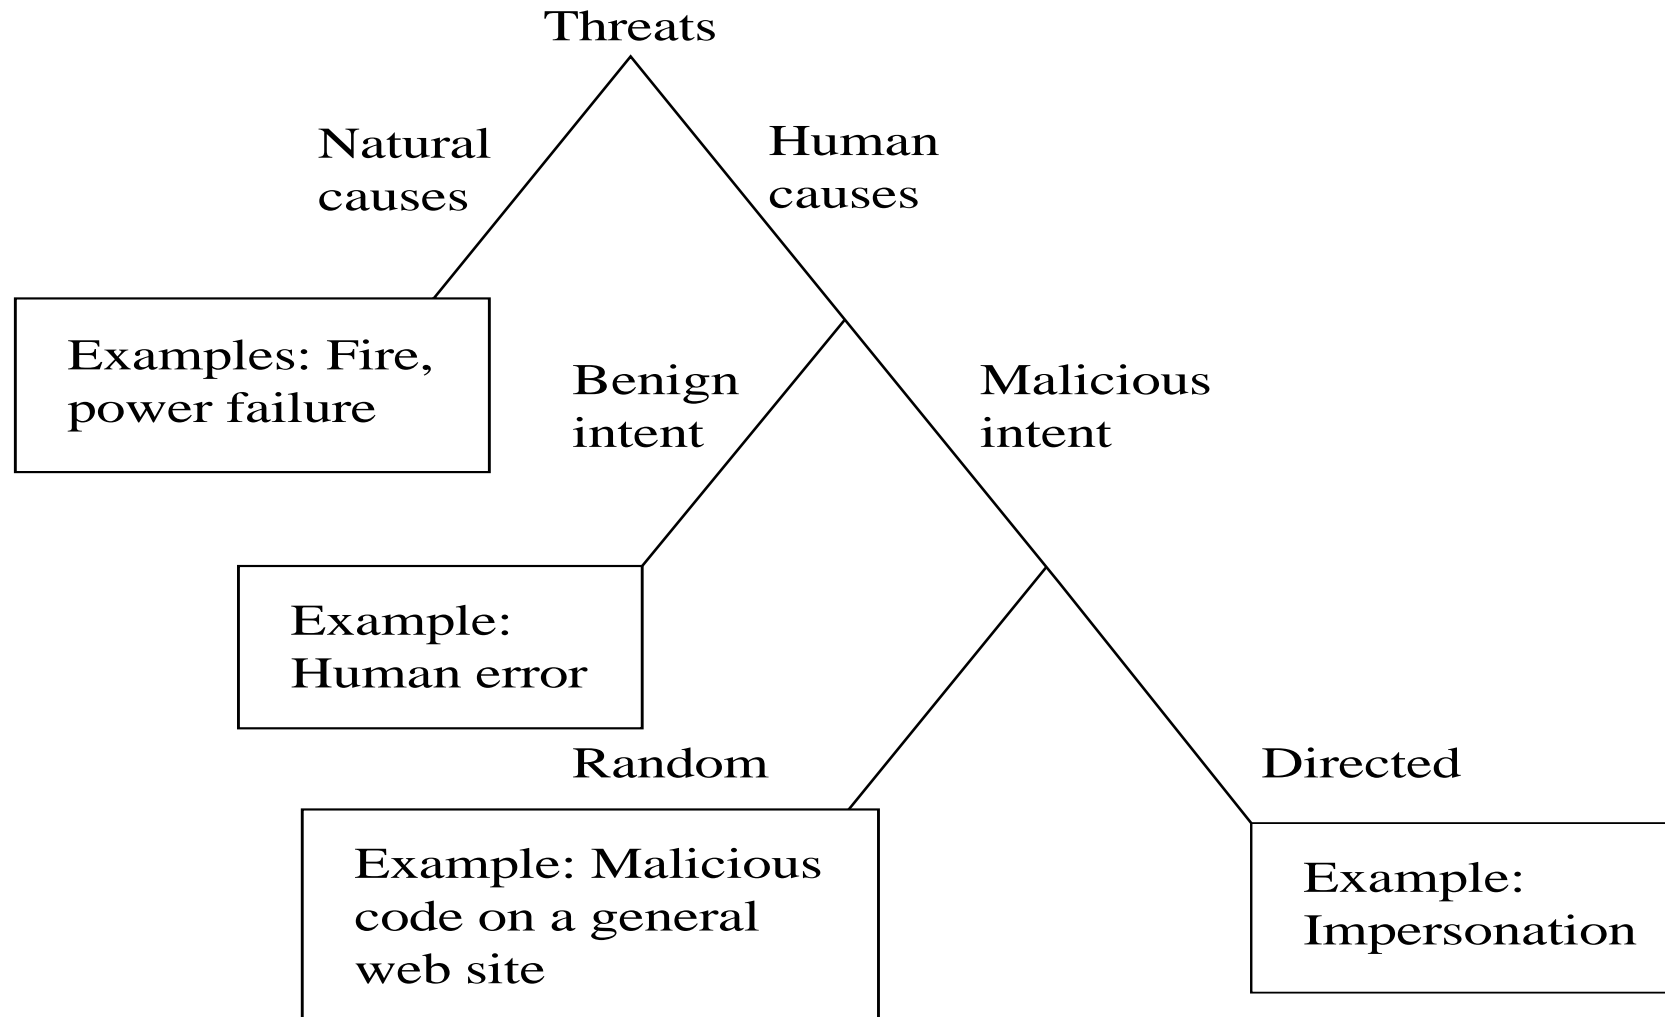 Threats
Natural
causes
Human
causes
Examples: Fire,
power failure
Benign
intent
Malicious
intent
Example:
Human error
Random
Directed
Example: Malicious
code on a general
web site
Example:
Impersonation